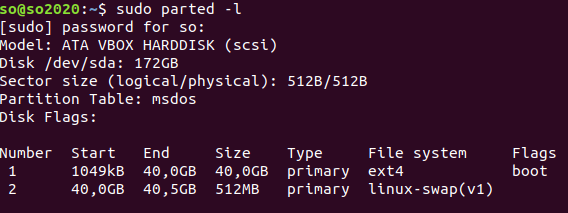 so@so2020:~$ sudo parted -l
[sudo] password for so:
Model: ATA VBOX HARDDISK (scsi)
Disk /dev/sda: 172GB
Sector size (logical/physical): 512B/512B
Partition Table: msdos
Disk Flags:
Number  Start   End     Size    Type     File system     Flags
 1      1049kB  40,0GB  40,0GB  primary  ext4            boot
 2      40,0GB  40,5GB  512MB   primary  linux-swap(v1)